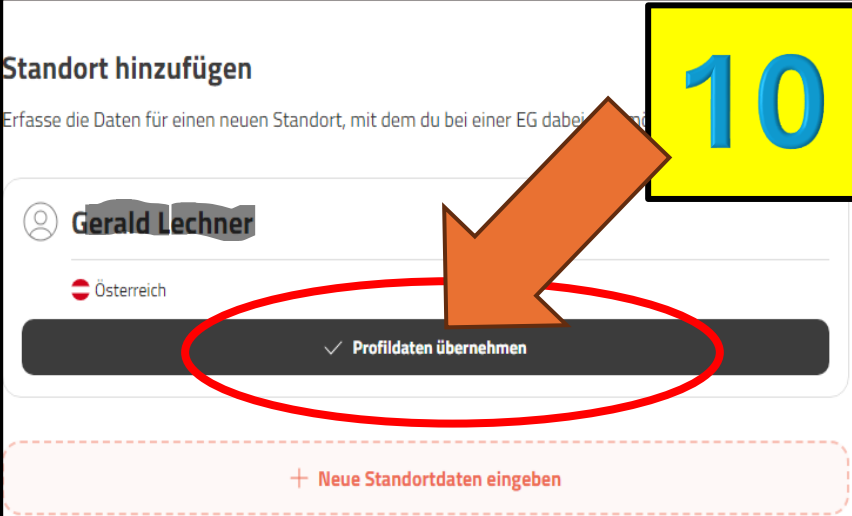 10
Standort hinzufügen
Erfasse die Daten für einen neuen Standort, mit dem du bei einer EG dabei
Gerald Lechner
Österreich
Profildaten übernehmen
Neue Standortdaten eingeben